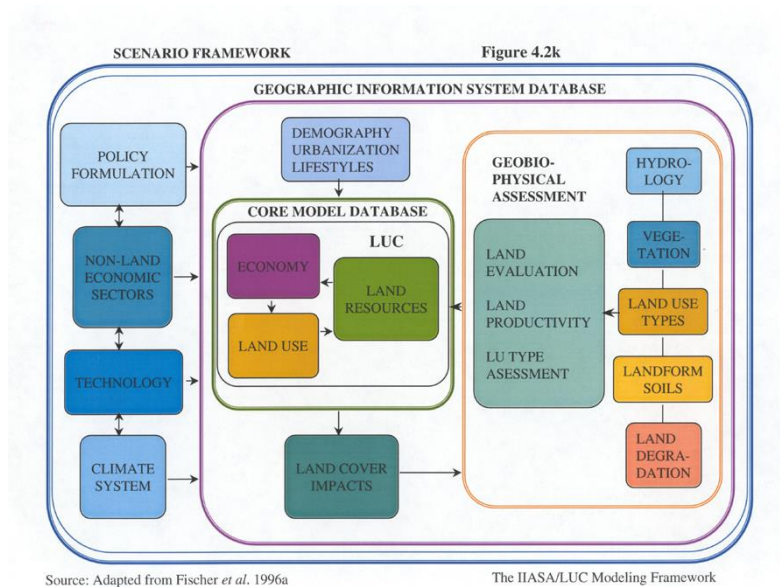 SCENARIO FRAMEWORK
Figure 4.2k
GEOGRAPHIC INFORMATION SYSTEM DATABASE
POLICY
FORMULATION
NON-LAND
ECONOMIC
SECTORS
TECHNOLOGY
CLIMATE
SYSTEM
DEMOGRAPHY
URBANIZATION
LIFESTYLES
CORE MODEL DATABASE
LUC
ECONOMY
LAND
RESOURCES
LAND USE
LAND COVER
IMPACTS
GEOBIO-
PHYSICAL
ASSESSMENT
LAND
EVALUATION
LAND
PRODUCTIVITY
LU TYPE
ASESSMENT
HYDRO-
LOGY
VEGE-
TATION
LAND USE
TYPES
LANDFORM
SOILS
LAND
DEGRA-
DATION
Source: Adapted from Fischer et al. 1996a
The IIASA/LUC Modeling Framework